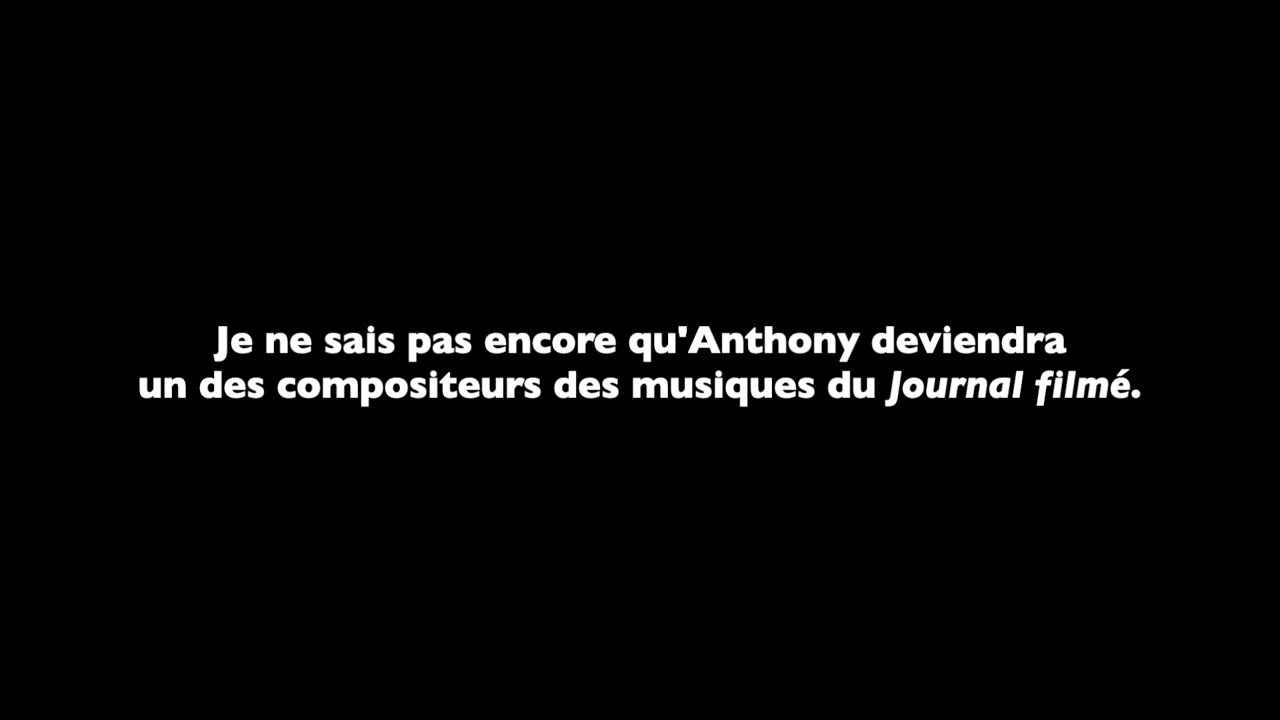 Je ne sais pas encore qu'Anthony deviendra
un des compositeurs des musiques du Journal filmé.